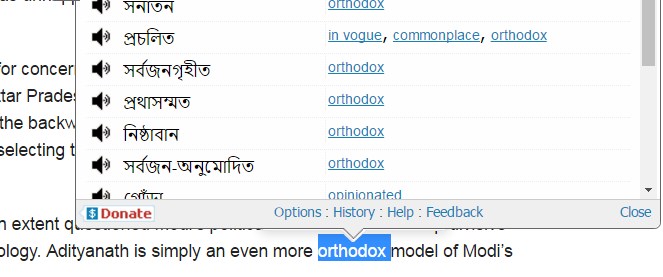 সনাতন orthodox
প্রচলিত in vogue, commonplace, orthodox
for concer
সর্বজনগৃহীত orthodox
ttar Prades
প্রথাসম্মত orthodox
the backw
নিষ্ঠাবান orthodox
selecting t
সর্বজন-অনুমোদিত orthodox
গোঁড়া opinionated
$ Donate Options : History : Help : Feedback Close
n extent questioned
ology. Adityanath is simply an even more orthodox model of Modi's